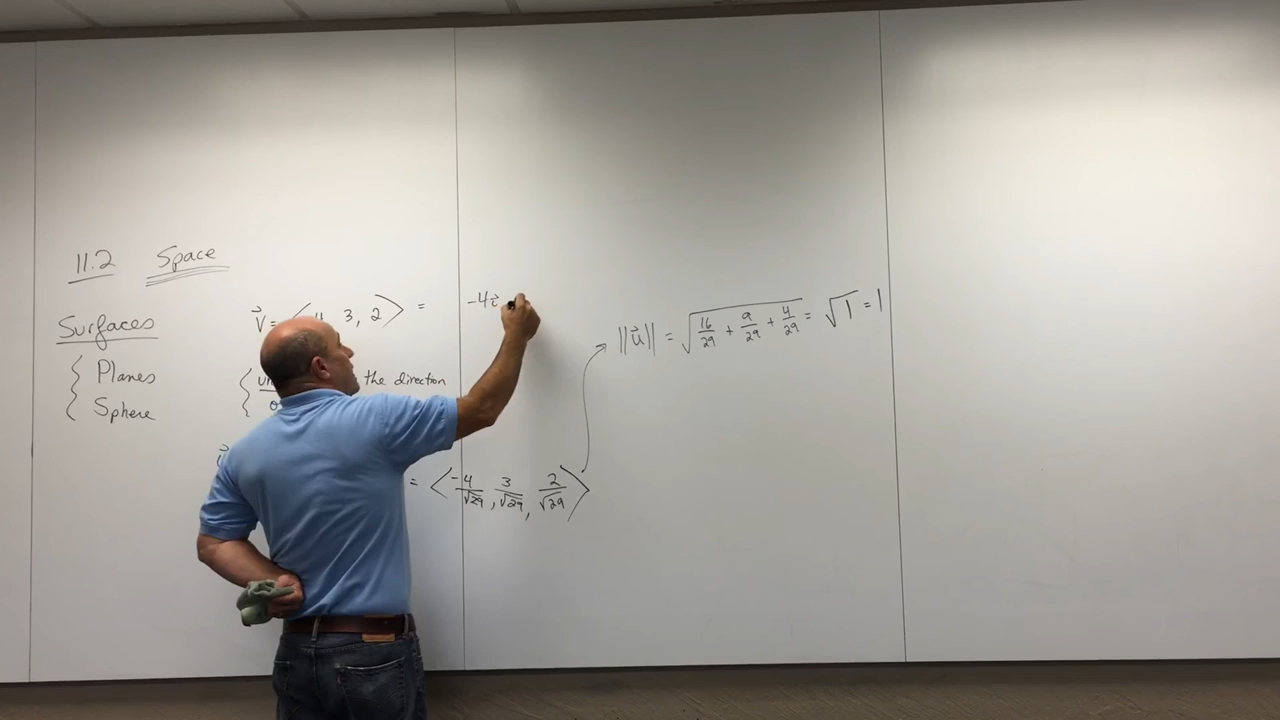 11.2 Space
Surfaces
Planes
Sphere
v⃗ = ⟨ 4, 3, 2 ⟩ = -4i⃗
the direction
= ⟨ -4/√29, 3/√29, 2/√29 ⟩
||u⃗|| = √(16/29 + 9/29 + 4/29) = √1 = 1